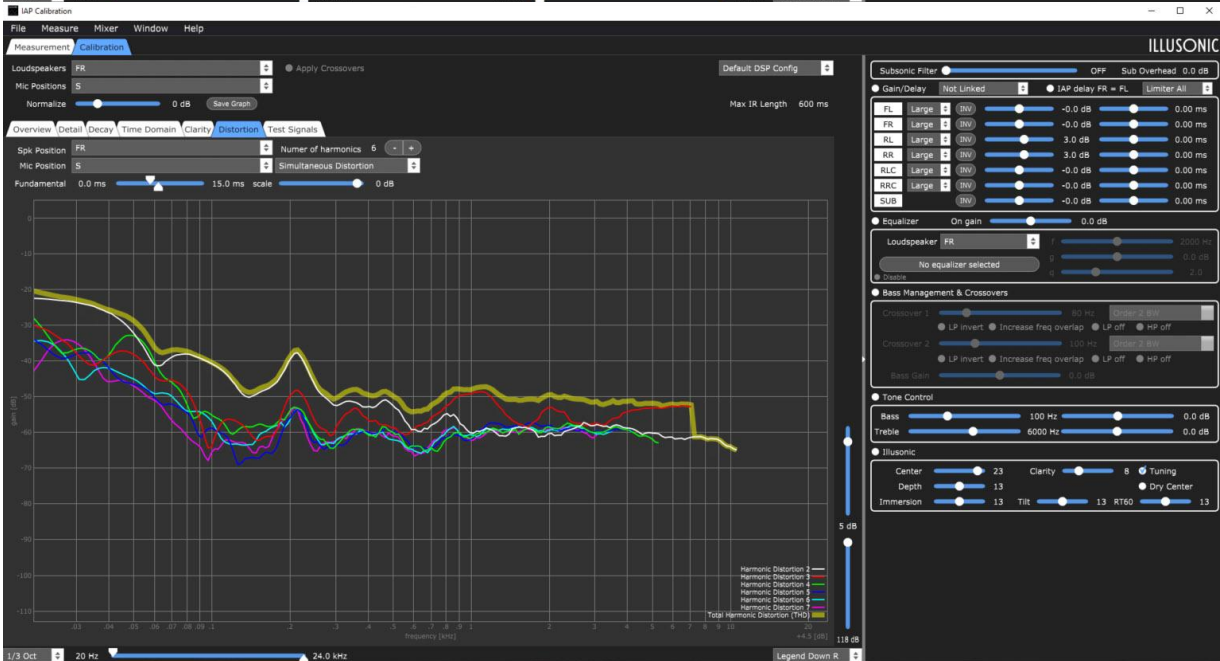 IAP Calibration
File Measure Mixer Window Help
Measurement Calibration
ILLUSONIC
Loudspeakers FR Apply Crossovers Default DSP Config
Mic Positions S
Normalize 0 dB Save Graph Max IR Length 600 ms
Overview Detail Decay Time Domain Clarity Distortion Test Signals
Spk Position FR Numer of harmonics 6 - +
Mic Position S Simultaneous Distortion
Fundamental 0.0 ms 15.0 ms scale 0 dB
0
-10
-20
-30
-40
-50
-60
-70
-80
-90
-100
-110
gain [dB]
Harmonic Distortion 2
Harmonic Distortion 3
Harmonic Distortion 4
Harmonic Distortion 5
Harmonic Distortion 6
Harmonic Distortion 7
Total Harmonic Distortion (THD)
.03 .04 .05 .06 .07 .08 .09 .1 .2 .3 .4 .5 .6 .7 .8 .9 1 2 3 4 5 6 7 8 9 10 20
frequency [kHz]
+4.5 [dB]
5 dB
118 dB
1/3 Oct 20 Hz 24.0 kHz Legend Down R
Subsonic Filter OFF Sub Overhead 0.0 dB
Gain/Delay Not Linked IAP delay FR = FL Limiter All
FL Large INV -0.0 dB 0.00 ms
FR Large INV -0.0 dB 0.00 ms
RL Large INV 3.0 dB 0.00 ms
RR Large INV 3.0 dB 0.00 ms
RLC Large INV -0.0 dB 0.00 ms
RRC Large INV -0.0 dB 0.00 ms
SUB INV -0.0 dB 0.00 ms
Equalizer On gain 0.0 dB
Loudspeaker FR f 2000 Hz
No equalizer selected g 0.0 dB
Disable q 2.0
Bass Management & Crossovers
Crossover 1 80 Hz Order 2 BW
LP invert Increase freq overlap LP off HP off
Crossover 2 100 Hz Order 2 BW
LP invert Increase freq overlap LP off HP off
Bass Gain 0.0 dB
Tone Control
Bass 100 Hz 0.0 dB
Treble 6000 Hz 0.0 dB
Illusonic
Center 23 Clarity 8 Tuning
Depth 13 Dry Center
Immersion 13 Tilt 13 RT60 13